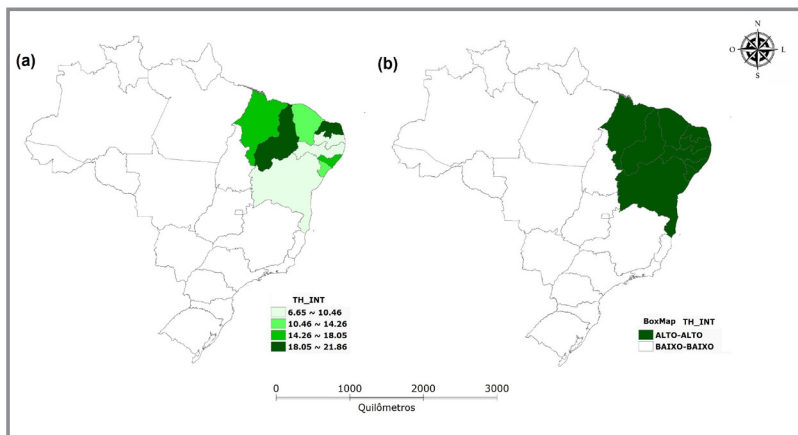 (a)
(b)
N
O
L
S
TH_INT
6.65 ~ 10.46
10.46 ~ 14.26
14.26 ~ 18.05
18.05 ~ 21.86
BoxMap TH_INT
ALTO-ALTO
BAIXO-BAIXO
0 1000 2000 3000
Quilômetros